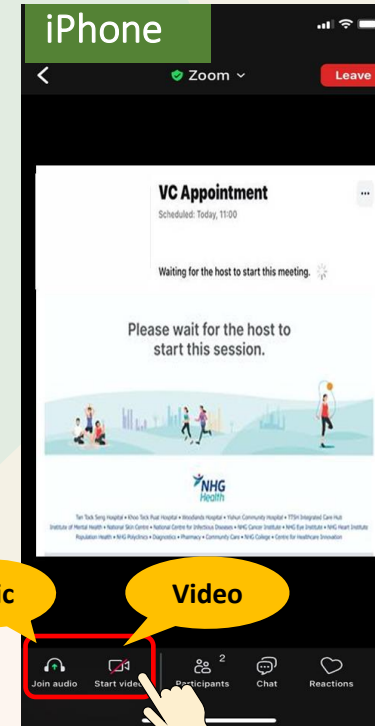 iPhone
Zoom
Leave
VC Appointment
Scheduled: Today, 11:00
Waiting for the host to start this meeting.
Please wait for the host to
start this session.
NHG
Health
Tan Tock Seng Hospital • Khoo Teck Puat Hospital • Woodlands Hospital • Yishun Community Hospital • TTSH Integrated Care Hub
Institute of Mental Health • National Skin Centre • National Centre for Infectious Diseases • NHG Cancer Institute • NHG Eye Institute • NHG Heart Institute
Population Health • NHG Polyclinics • Diagnostics • Pharmacy • Community Care • NHG College • Centre for Healthcare Innovation
ic
Video
2
Join audio
Start video
Participants
Chat
Reactions